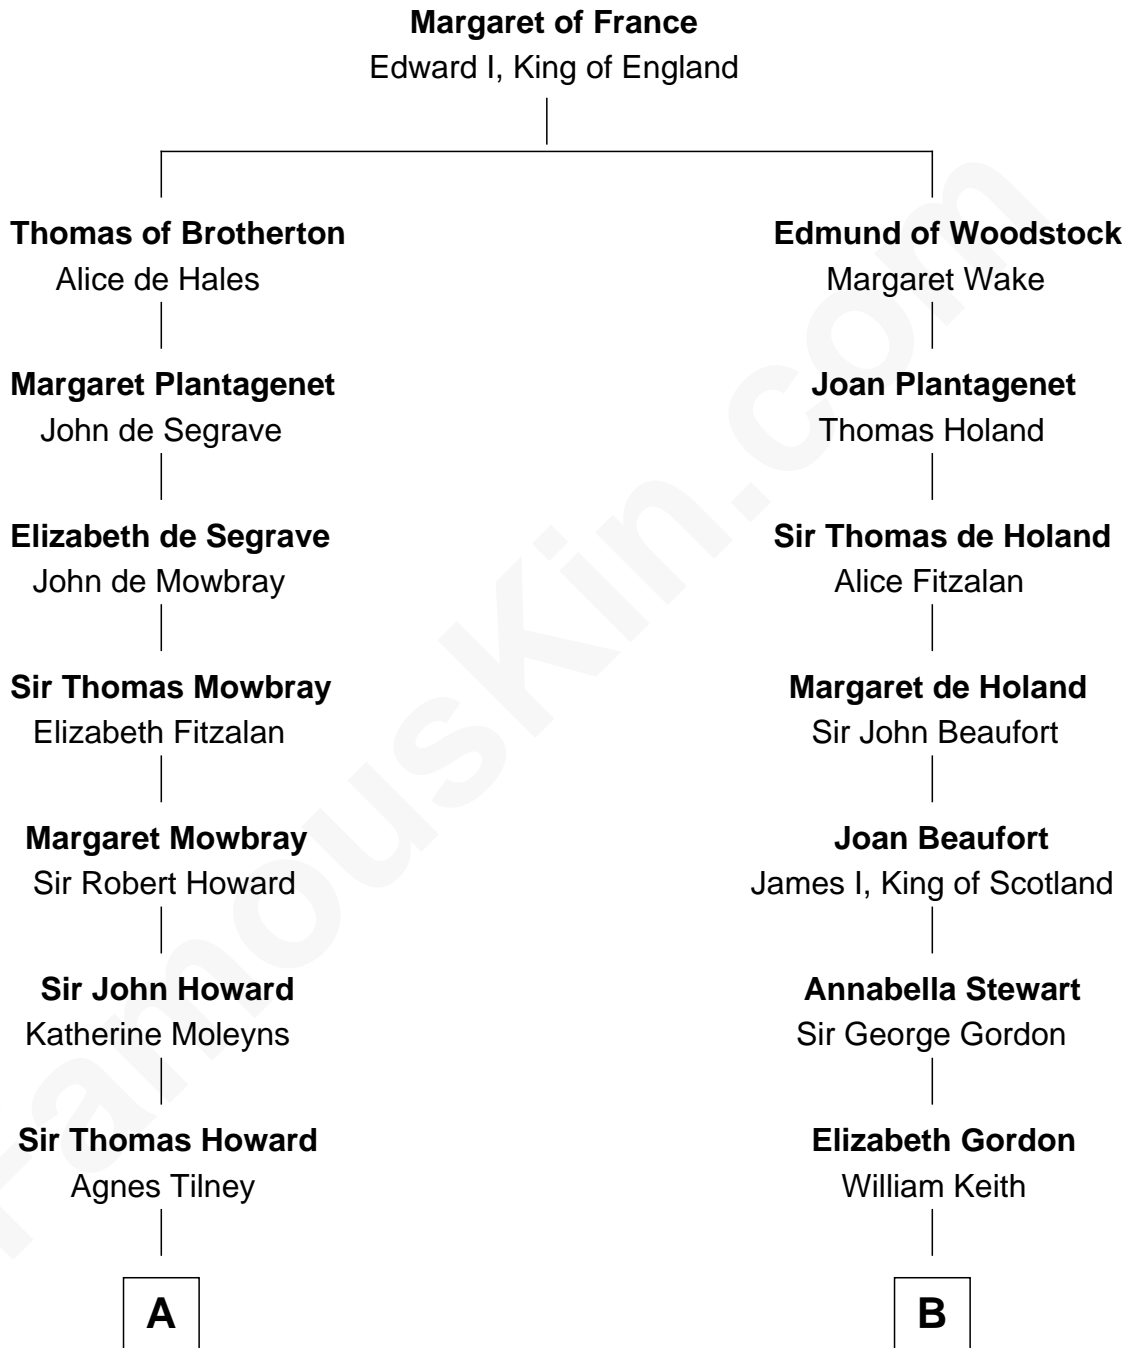 Margaret of France
Edward I, King of England
Thomas of Brotherton
Alice de Hales
Margaret Plantagenet
John de Segrave
Elizabeth de Segrave
John de Mowbray
Sir Thomas Mowbray
Elizabeth Fitzalan
Margaret Mowbray
Sir Robert Howard
Sir John Howard
Katherine Moleyns
Sir Thomas Howard
Agnes Tilney
A
Edmund of Woodstock
Margaret Wake
Joan Plantagenet
Thomas Holand
Sir Thomas de Holand
Alice Fitzalan
Margaret de Holand
Sir John Beaufort
Joan Beaufort
James I, King of Scotland
Annabella Stewart
Sir George Gordon
Elizabeth Gordon
William Keith
B
FamousKin.com